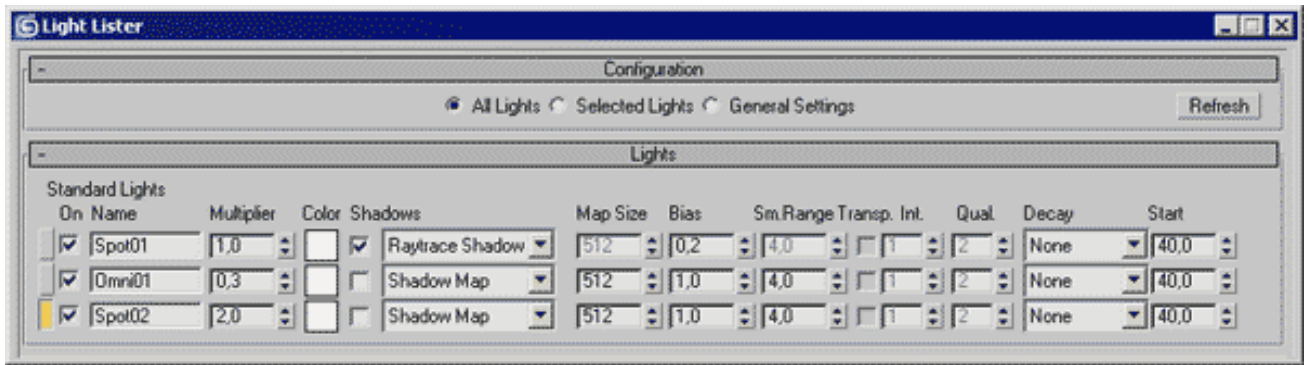 Light Lister
Configuration
All Lights Selected Lights General Settings Refresh
Lights
Standard Lights
On Name Multiplier Color Shadows Map Size Bias Sm.Range Transp. Int. Qual. Decay Start
Spot01 1,0 Raytrace Shadow 512 0,2 4,0 1 2 None 40,0
Omni01 0,3 Shadow Map 512 1,0 4,0 1 2 None 40,0
Spot02 2,0 Shadow Map 512 1,0 4,0 1 2 None 40,0